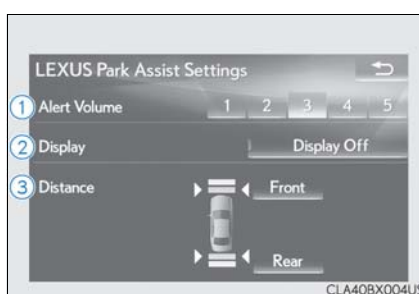 LEXUS Park Assist Settings
1 Alert Volume 1 2 3 4 5
2 Display Display Off
3 Distance Front
Rear
CLA40BX004US